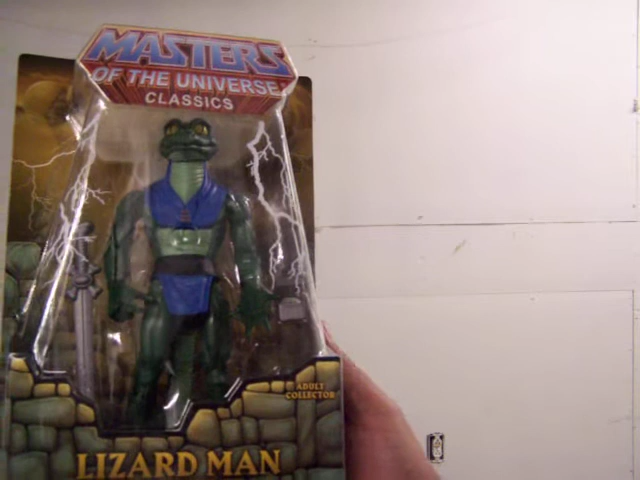 MASTERS
OF THE UNIVERSE
CLASSICS
ADULT
COLLECTOR
LIZARD MAN